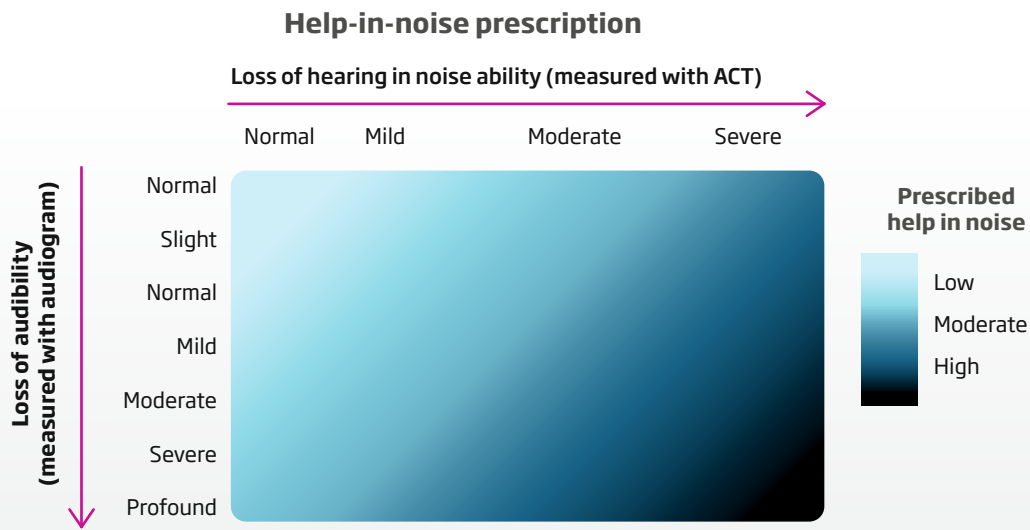 Help-in-noise prescription
Loss of hearing in noise ability (measured with ACT)
Normal Mild Moderate Severe
Loss of audibility
(measured with audiogram)
Normal
Slight
Normal
Mild
Moderate
Severe
Profound
Prescribed
help in noise
Low
Moderate
High